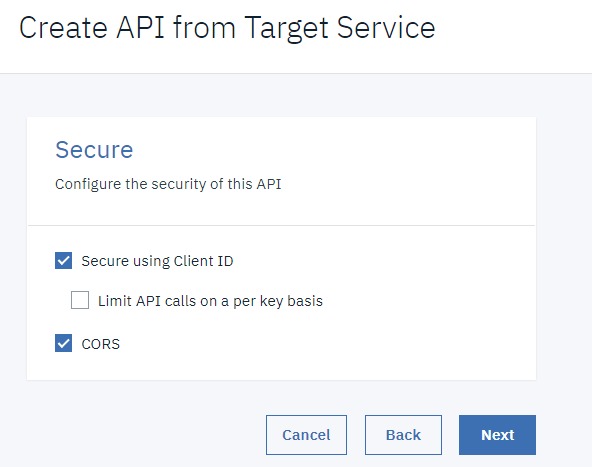 Create API from Target Service
Secure
Configure the security of this API
Secure using Client ID
Limit API calls on a per key basis
CORS
Cancel Back Next